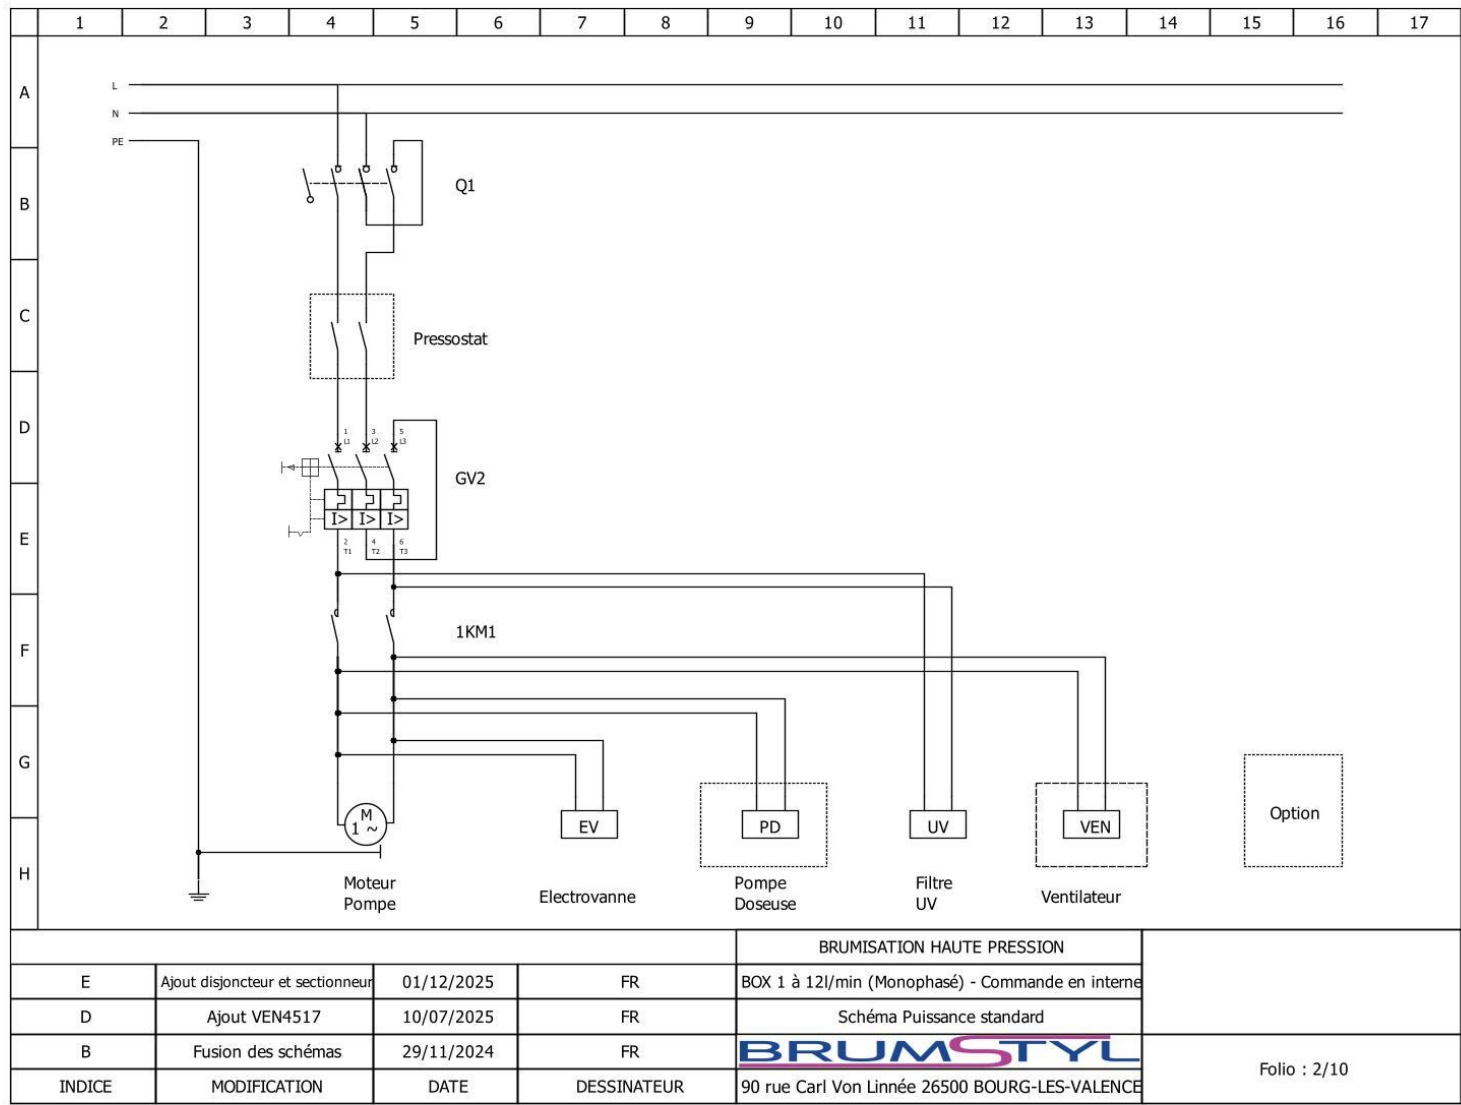 1 2 3 4 5 6 7 8 9 10 11 12 13 14 15 16 17
A
L
N
PE
B
Q1
C
Pressostat
D
1 3 5
L1 L2 L3
GV2
I> I> I>
E
2 4 6
T1 T2 T3
1KM1
F
G
Option
M
1 ~
EV
PD
UV
VEN
H
Moteur
Pompe
Electrovanne
Pompe
Doseuse
Filtre
UV
Ventilateur
BRUMISATION HAUTE PRESSION
E Ajout disjoncteur et sectionneur 01/12/2025 FR BOX 1 à 12l/min (Monophasé) - Commande en interne
D Ajout VEN4517 10/07/2025 FR Schéma Puissance standard
B Fusion des schémas 29/11/2024 FR BRUMSTYL
Folio : 2/10
INDICE MODIFICATION DATE DESSINATEUR 90 rue Carl Von Linnée 26500 BOURG-LES-VALENCE